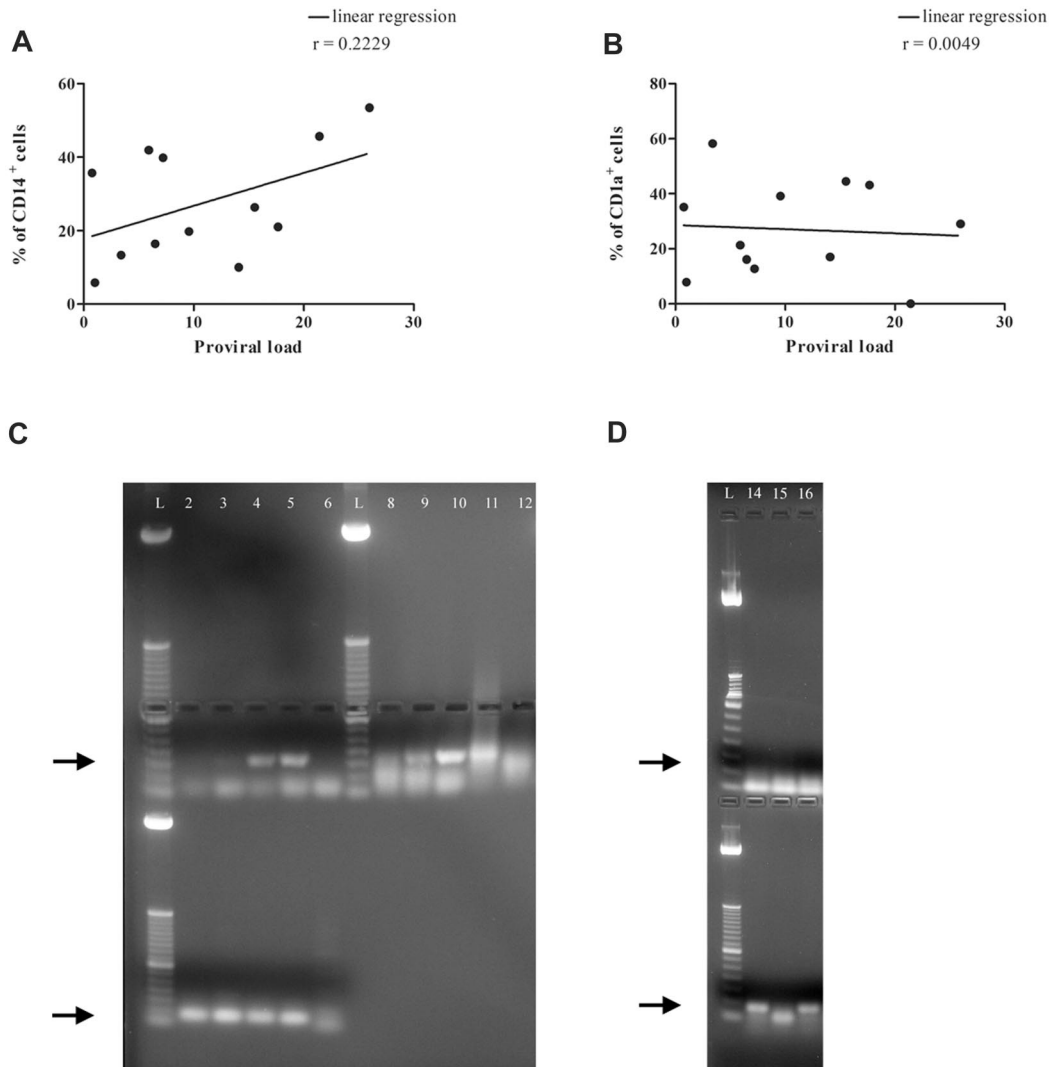 A
linear regression
r = 0.2229
% of CD14 + cells
60
40
20
0
0 10 20 30
Proviral load
B
linear regression
r = 0.0049
% of CD1a+ cells
80
60
40
20
0
0 10 20 30
Proviral load
C
L 2 3 4 5 6 L 8 9 10 11 12
D
L 14 15 16